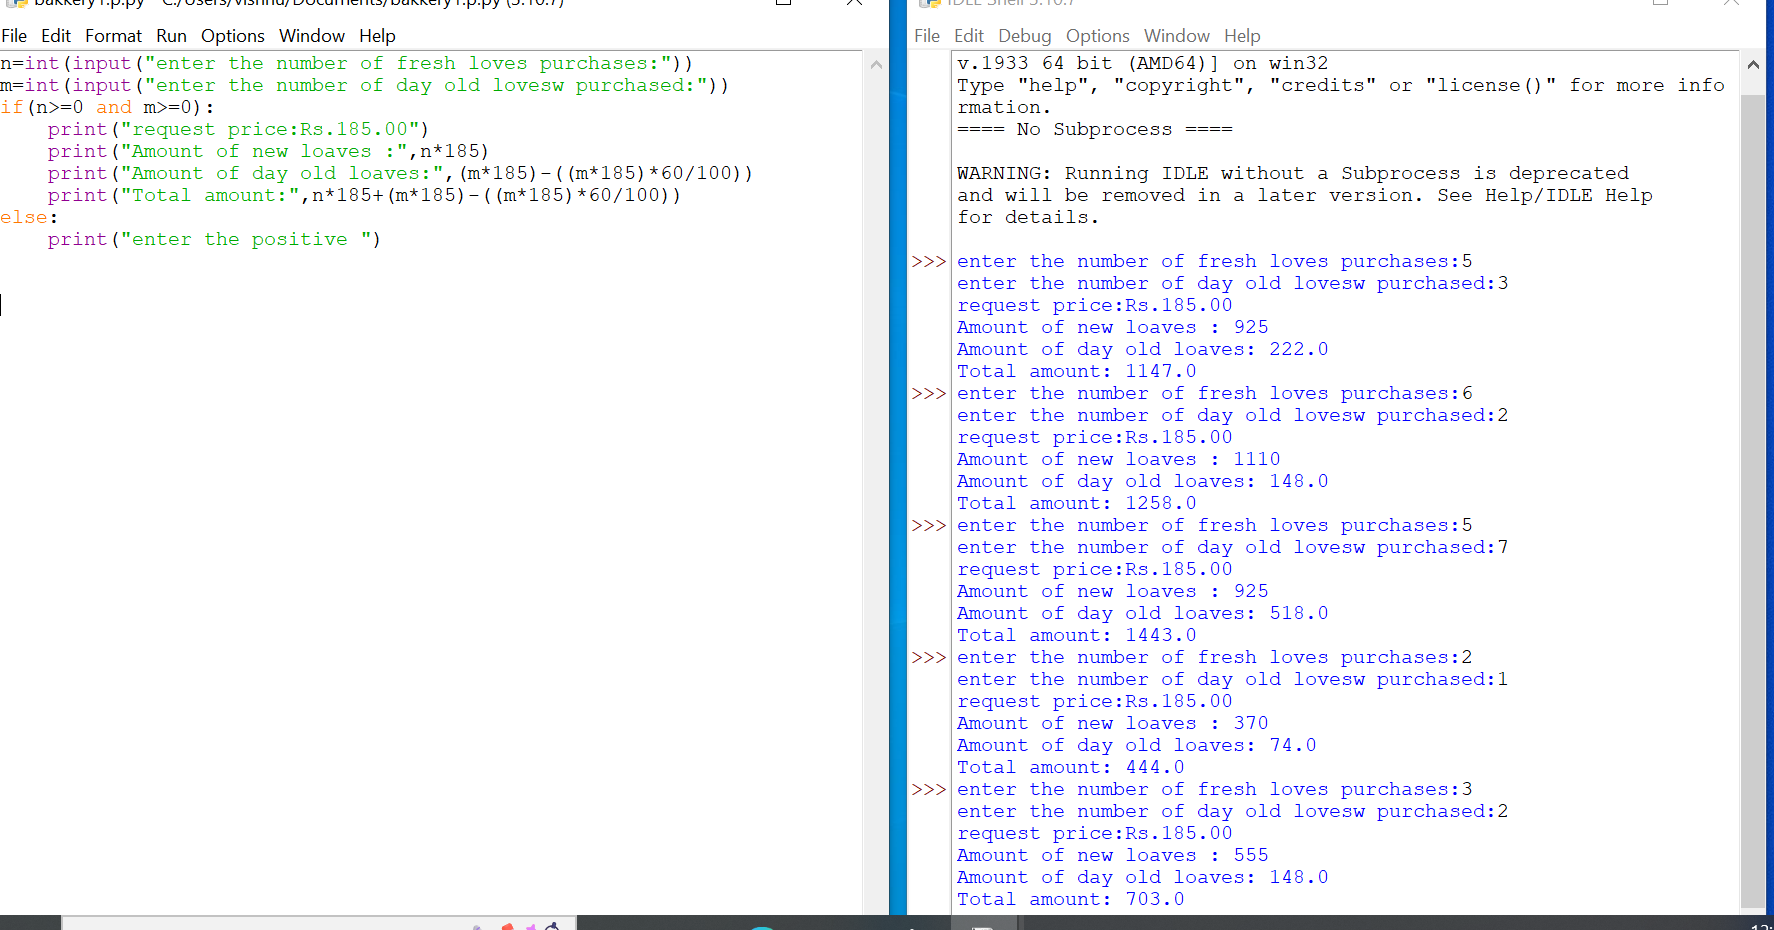 bakkery1.p.py - C:/Users/vishnu/Documents/bakkery1.p.py (3.10.7)
File Edit Format Run Options Window Help
n=int(input("enter the number of fresh loves purchases:"))
m=int(input("enter the number of day old lovesw purchased:"))
if(n>=0 and m>=0):
    print("request price:Rs.185.00")
    print("Amount of new loaves :",n*185)
    print("Amount of day old loaves:",(m*185)-((m*185)*60/100))
    print("Total amount:",n*185+(m*185)-((m*185)*60/100))
else:
    print("enter the positive ")
IDLE Shell 3.10.7
File Edit Debug Options Window Help
v.1933 64 bit (AMD64)] on win32
Type "help", "copyright", "credits" or "license()" for more info
rmation.
==== No Subprocess ====
WARNING: Running IDLE without a Subprocess is deprecated
and will be removed in a later version. See Help/IDLE Help
for details.
>>> enter the number of fresh loves purchases:5
enter the number of day old lovesw purchased:3
request price:Rs.185.00
Amount of new loaves : 925
Amount of day old loaves: 222.0
Total amount: 1147.0
>>> enter the number of fresh loves purchases:6
enter the number of day old lovesw purchased:2
request price:Rs.185.00
Amount of new loaves : 1110
Amount of day old loaves: 148.0
Total amount: 1258.0
>>> enter the number of fresh loves purchases:5
enter the number of day old lovesw purchased:7
request price:Rs.185.00
Amount of new loaves : 925
Amount of day old loaves: 518.0
Total amount: 1443.0
>>> enter the number of fresh loves purchases:2
enter the number of day old lovesw purchased:1
request price:Rs.185.00
Amount of new loaves : 370
Amount of day old loaves: 74.0
Total amount: 444.0
>>> enter the number of fresh loves purchases:3
enter the number of day old lovesw purchased:2
request price:Rs.185.00
Amount of new loaves : 555
Amount of day old loaves: 148.0
Total amount: 703.0